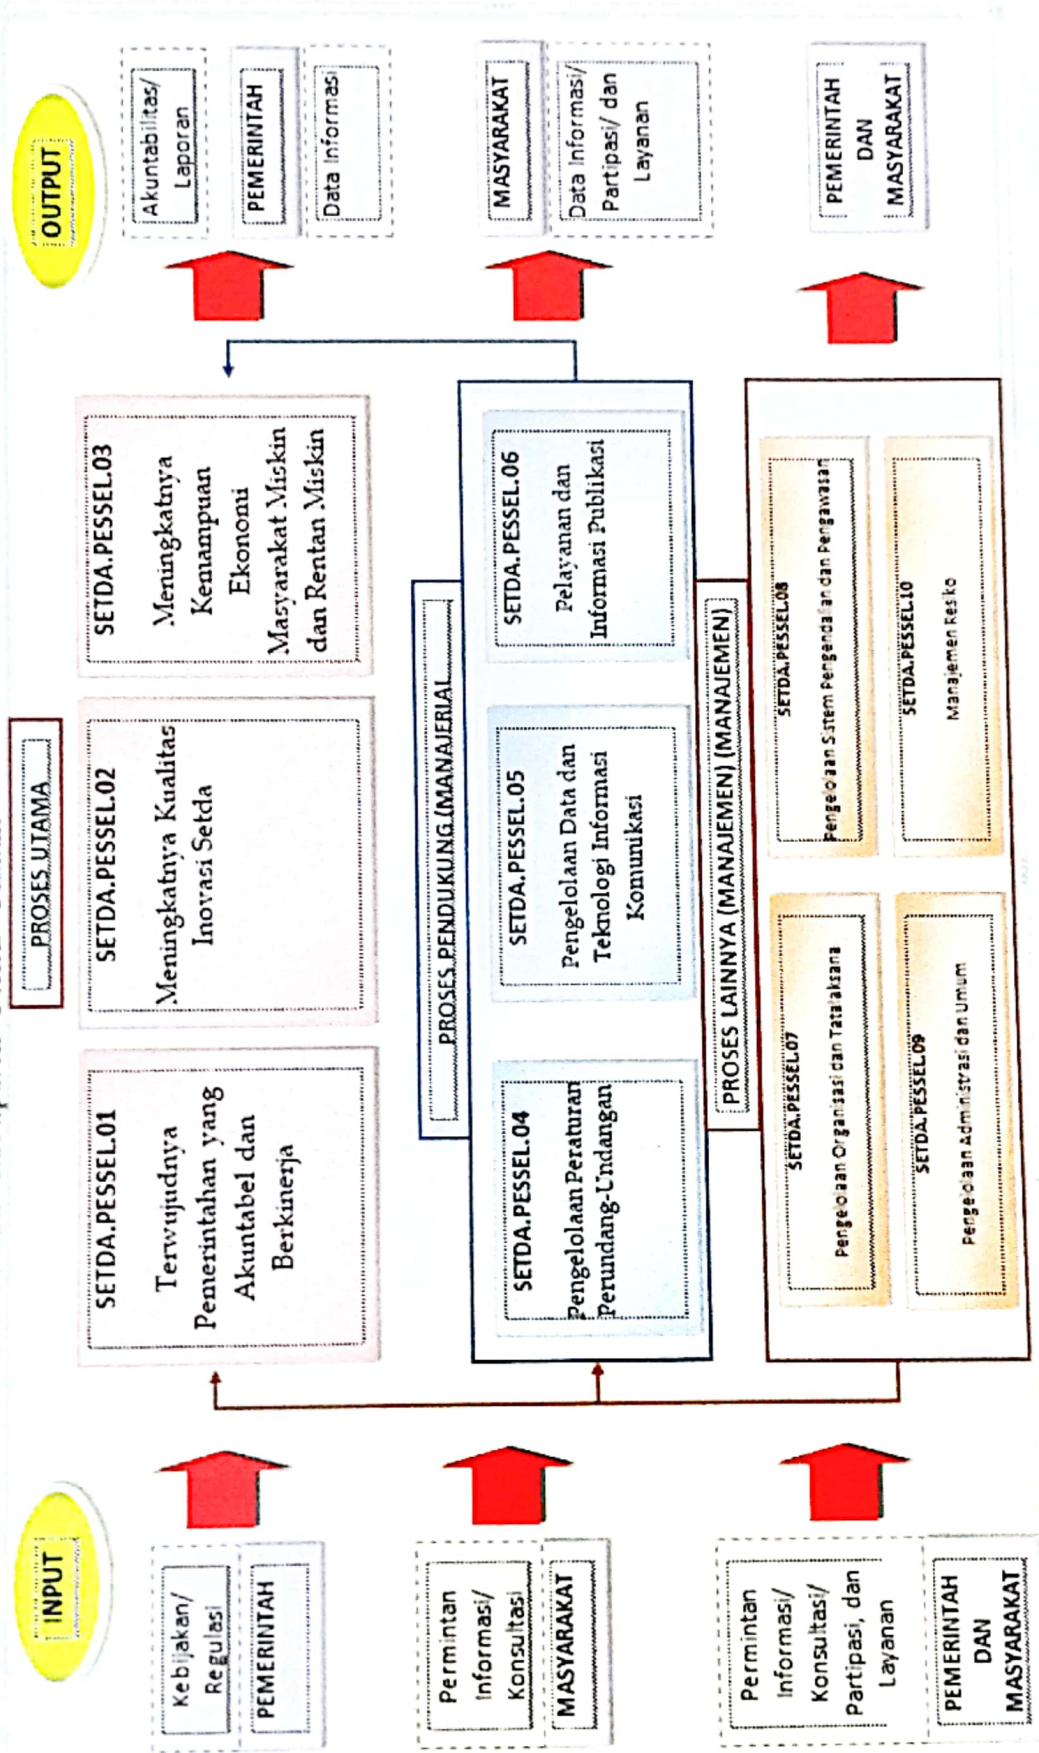 INPUT
PROSES UTAMA
OUTPUT
Kebijakan/
Regulasi
PEMERINTAH
SETDA.PESSEL.01
Terwujudnya
Pemerintahan yang
Akuntabel dan
Berkinerja
SETDA.PESSEL.02
Meningkatnya Kualitas
Inovasi Setda
SETDA.PESSEL.03
Meningkatnya
Kemampuan
Ekonomi
Masyarakat Miskin
dan Rentan Miskin
Akuntabilitas/
Laporan
PEMERINTAH
Data Informasi
Permintan
Informasi/
Konsultasi
MASYARAKAT
PROSES PENDUKUNG (MANAJERIAL
SETDA.PESSEL.04
Pengelolaan Peraturan
Perundang-Undangan
SETDA.PESSEL.05
Pengelolaan Data dan
Teknologi Informasi
Komunikasi
SETDA.PESSEL.06
Pelayanan dan
Informasi Publikasi
MASYARAKAT
Data Informasi/
Partipasi/ dan
Layanan
Permintan
Informasi/
Konsultasi/
Partipasi, dan
Layanan
PEMERINTAH
DAN
MASYARAKAT
PROSES LAINNYA (MANAJEMEN) (MANAJEMEN)
SETDA.PESSEL.07
Pengelolaan Organisasi dan Tatalaksana
SETDA.PESSEL.08
Pengelolaan Sistem Pengendalian dan Pengawasan
SETDA.PESSEL.09
Pengelolaan Administrasi dan Umum
SETDA.PESSEL.10
Manajemen Resiko
PEMERINTAH
DAN
MASYARAKAT